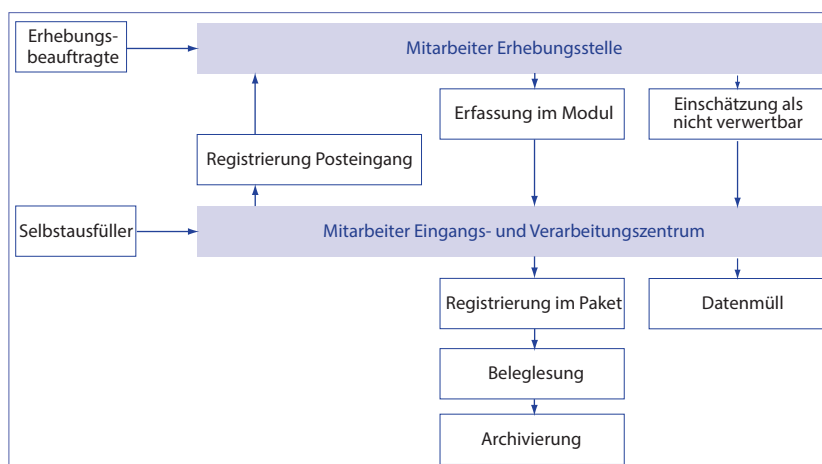 Erhebungs-
beauftragte
Mitarbeiter Erhebungsstelle
Erfassung im Modul
Einschätzung als
nicht verwertbar
Registrierung Posteingang
Selbstausfüller
Mitarbeiter Eingangs- und Verarbeitungszentrum
Registrierung im Paket
Datenmüll
Beleglesung
Archivierung